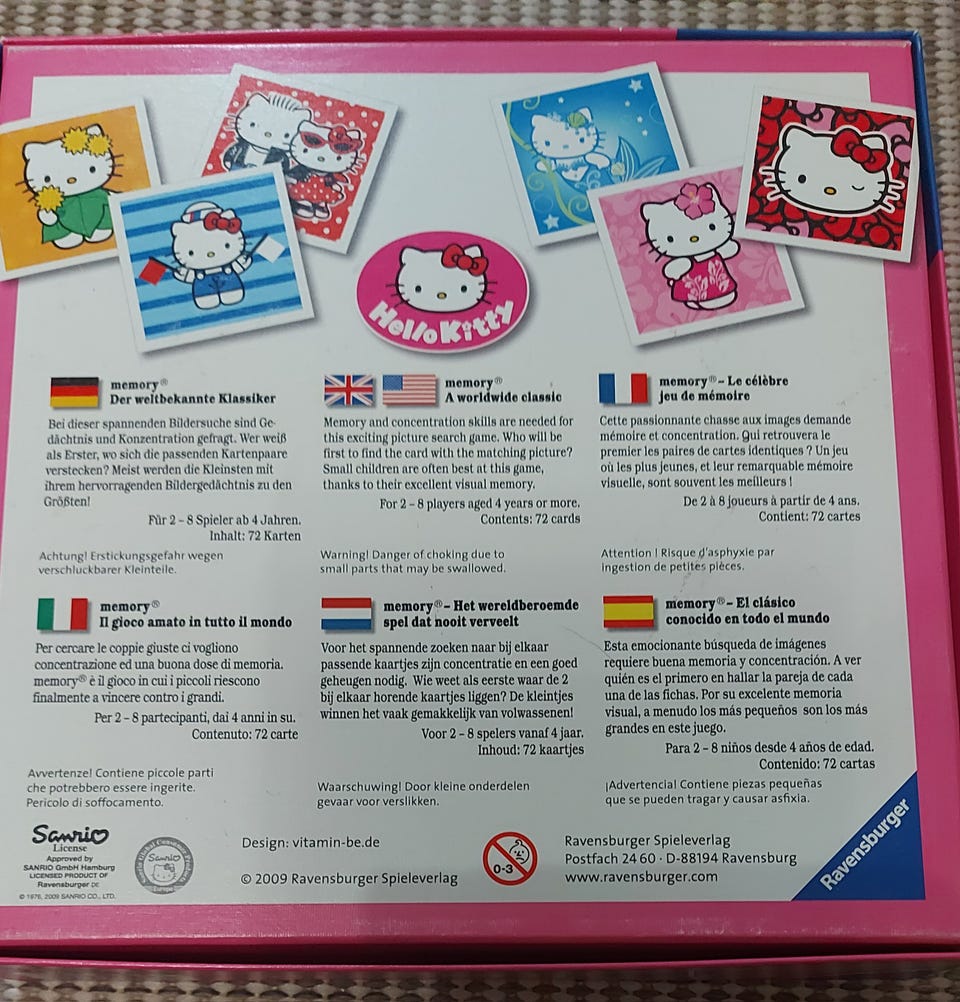 Hello Kitty
memory®
Der weltbekannte Klassiker
Bei dieser spannenden Bildersuche sind Ge-
dächtnis und Konzentration gefragt. Wer weiß
als Erster, wo sich die passenden Kartenpaare
verstecken? Meist werden die Kleinsten mit
ihrem hervorragenden Bildergedächtnis zu den
Größten!
Für 2 – 8 Spieler ab 4 Jahren.
Inhalt: 72 Karten
Achtung! Erstickungsgefahr wegen
verschluckbarer Kleinteile.
memory®
A worldwide classic
Memory and concentration skills are needed for
this exciting picture search game. Who will be
first to find the card with the matching picture?
Small children are often best at this game,
thanks to their excellent visual memory.
For 2 – 8 players aged 4 years or more.
Contents: 72 cards
Warning! Danger of choking due to
small parts that may be swallowed.
memory® – Le célèbre
jeu de mémoire
Cette passionnante chasse aux images demande
mémoire et concentration. Qui retrouvera le
premier les paires de cartes identiques ? Un jeu
où les plus jeunes, et leur remarquable mémoire
visuelle, sont souvent les meilleurs !
De 2 à 8 joueurs à partir de 4 ans.
Contient: 72 cartes
Attention ! Risque d'asphyxie par
ingestion de petites pièces.
memory®
Il gioco amato in tutto il mondo
Per cercare le coppie giuste ci vogliono
concentrazione ed una buona dose di memoria.
memory® è il gioco in cui i piccoli riescono
finalmente a vincere contro i grandi.
Per 2 – 8 partecipanti, dai 4 anni in su.
Contenuto: 72 carte
Avvertenze! Contiene piccole parti
che potrebbero essere ingerite.
Pericolo di soffocamento.
memory® – Het wereldberoemde
spel dat nooit verveelt
Voor het spannende zoeken naar bij elkaar
passende kaartjes zijn concentratie en een goed
geheugen nodig. Wie weet als eerste waar de 2
bij elkaar horende kaartjes liggen? De kleintjes
winnen het vaak gemakkelijk van volwassenen!
Voor 2 – 8 spelers vanaf 4 jaar.
Inhoud: 72 kaartjes
Waarschuwing! Door kleine onderdelen
gevaar voor verslikken.
memory® – El clásico
conocido en todo el mundo
Esta emocionante búsqueda de imágenes
requiere buena memoria y concentración. A ver
quién es el primero en hallar la pareja de cada
una de las fichas. Por su excelente memoria
visual, a menudo los más pequeños son los más
grandes en este juego.
Para 2 – 8 niños desde 4 años de edad.
Contenido: 72 cartas
¡Advertencia! Contiene piezas pequeñas
que se pueden tragar y causar asfixia.
Sanrio
License
Approved by
SANRIO GmbH Hamburg
LICENSED PRODUCT OF
Ravensburger DE
© 1976, 2009 SANRIO CO., LTD.
Sanrio
Design: vitamin-be.de
© 2009 Ravensburger Spieleverlag
0-3
Ravensburger Spieleverlag
Postfach 24 60 · D-88194 Ravensburg
www.ravensburger.com
Ravensburger